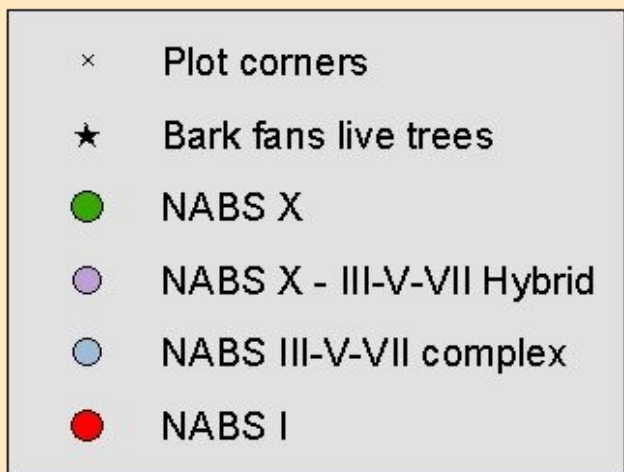 Plot corners
Bark fans live trees
NABS X
NABS X - III-V-VII Hybrid
NABS III-V-VII complex
NABS I